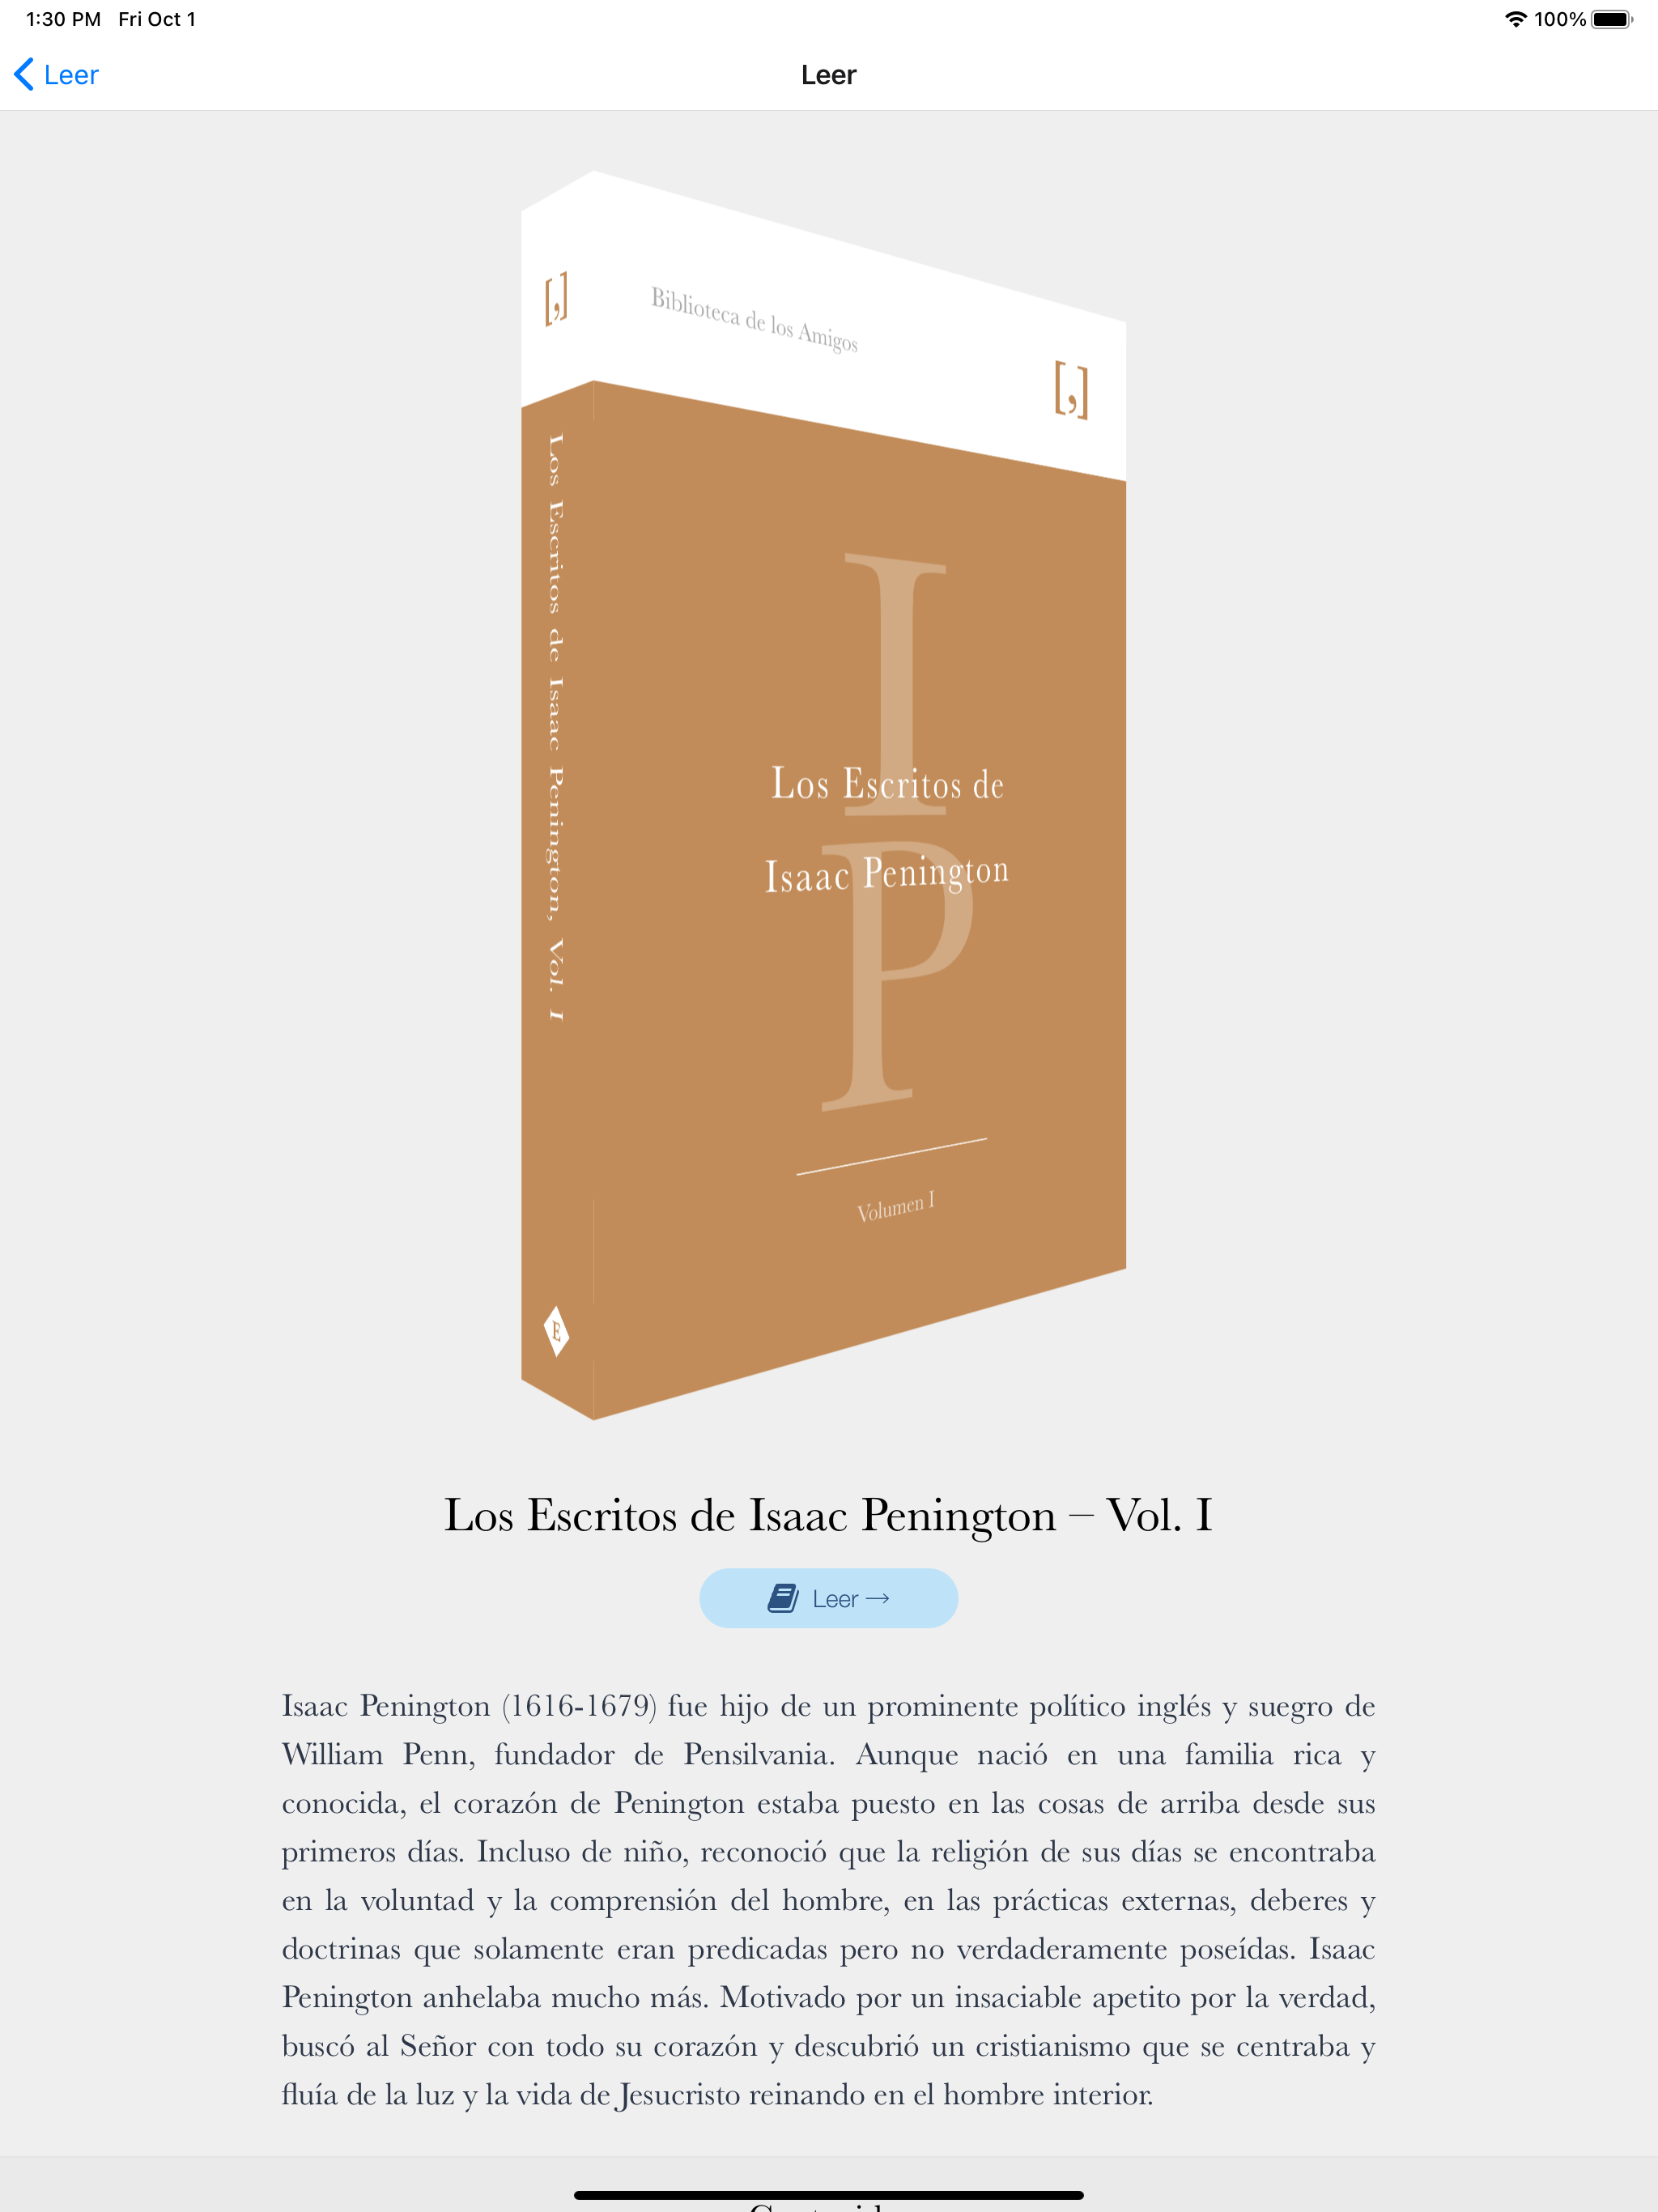 1:30 PM Fri Oct 1
100%
Leer
Leer
[,]
Biblioteca de los Amigos
[,]
Los Escritos de Isaac Penington, Vol. I
I
P
Los Escritos de
Isaac Penington
Volumen I
E
Los Escritos de Isaac Penington – Vol. I
Leer →
Isaac Penington (1616-1679) fue hijo de un prominente político inglés y suegro de
William Penn, fundador de Pensilvania. Aunque nació en una familia rica y
conocida, el corazón de Penington estaba puesto en las cosas de arriba desde sus
primeros días. Incluso de niño, reconoció que la religión de sus días se encontraba
en la voluntad y la comprensión del hombre, en las prácticas externas, deberes y
doctrinas que solamente eran predicadas pero no verdaderamente poseídas. Isaac
Penington anhelaba mucho más. Motivado por un insaciable apetito por la verdad,
buscó al Señor con todo su corazón y descubrió un cristianismo que se centraba y
fluía de la luz y la vida de Jesucristo reinando en el hombre interior.